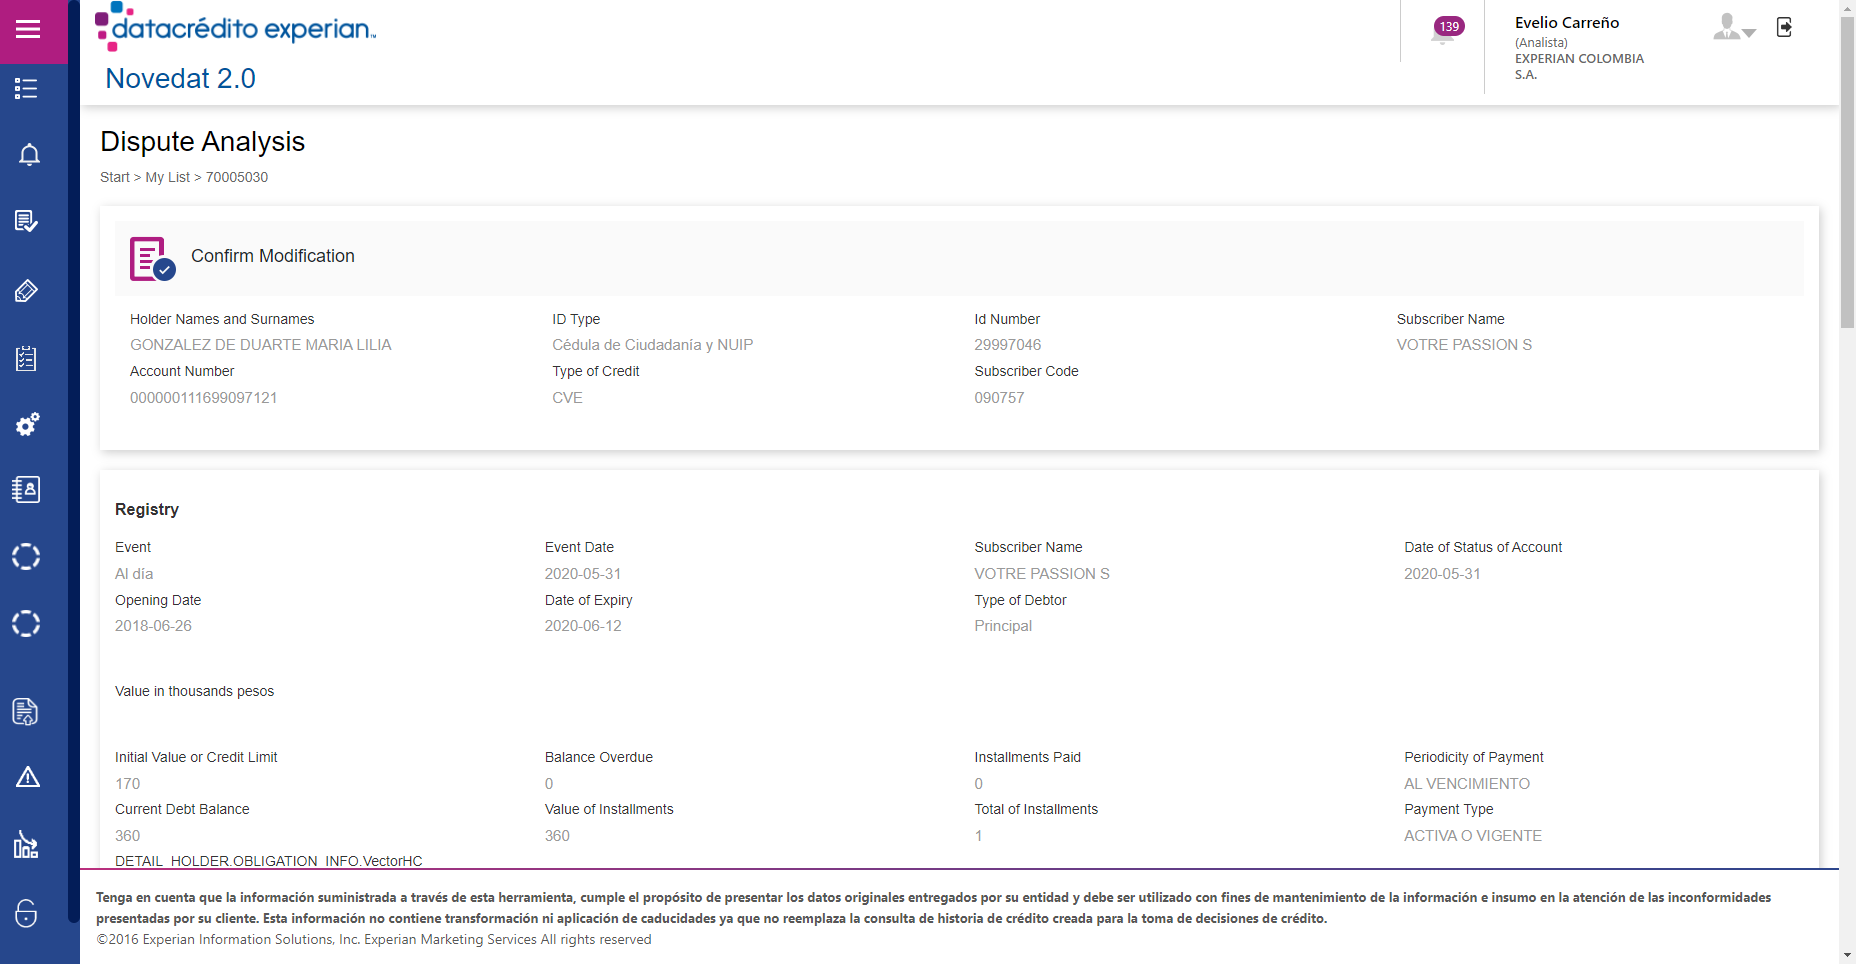 datacrédito experian™
Novedat 2.0
139
Evelio Carreño
(Analista)
EXPERIAN COLOMBIA
S.A.
Dispute Analysis
Start > My List > 70005030
Confirm Modification
Holder Names and Surnames ID Type Id Number Subscriber Name
GONZALEZ DE DUARTE MARIA LILIA Cédula de Ciudadanía y NUIP 29997046 VOTRE PASSION S
Account Number Type of Credit Subscriber Code
000000111699097121 CVE 090757
Registry
Event Event Date Subscriber Name Date of Status of Account
Al día 2020-05-31 VOTRE PASSION S 2020-05-31
Opening Date Date of Expiry Type of Debtor
2018-06-26 2020-06-12 Principal
Value in thousands pesos
Initial Value or Credit Limit Balance Overdue Installments Paid Periodicity of Payment
170 0 0 AL VENCIMIENTO
Current Debt Balance Value of Installments Total of Installments Payment Type
360 360 1 ACTIVA O VIGENTE
DETAIL_HOLDER.OBLIGATION_INFO.VectorHC
Tenga en cuenta que la información suministrada a través de esta herramienta, cumple el propósito de presentar los datos originales entregados por su entidad y debe ser utilizado con fines de mantenimiento de la información e insumo en la atención de las inconformidades
presentadas por su cliente. Esta información no contiene transformación ni aplicación de caducidades ya que no reemplaza la consulta de historia de crédito creada para la toma de decisiones de crédito.
©2016 Experian Information Solutions, Inc. Experian Marketing Services All rights reserved